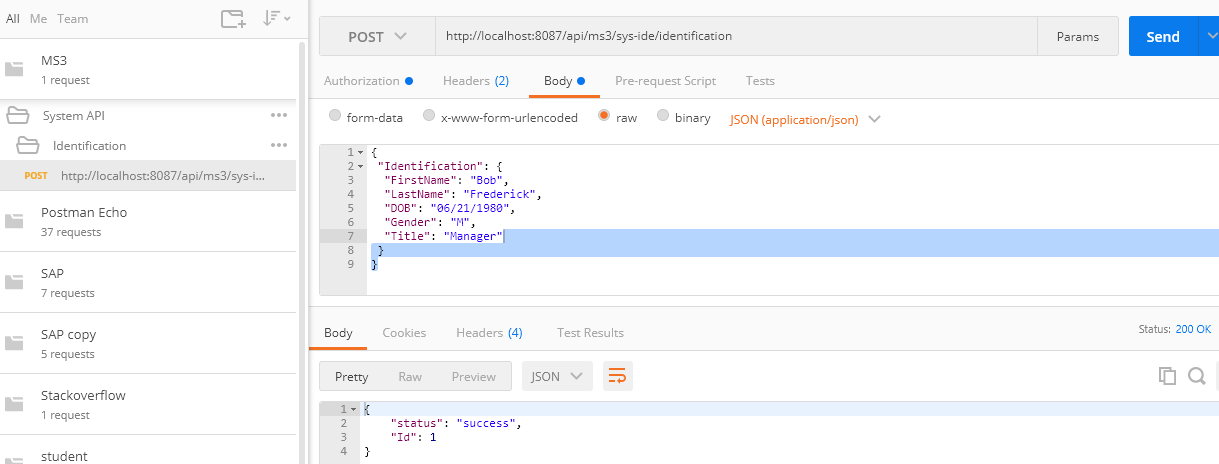 All Me Team
MS3
1 request
System API •••
Identification •••
POST http://localhost:8087/api/ms3/sys-i...
Postman Echo
37 requests
SAP
7 requests
SAP copy
5 requests
Stackoverflow
1 request
student
POST http://localhost:8087/api/ms3/sys-ide/identification Params Send
Authorization Headers (2) Body Pre-request Script Tests
form-data x-www-form-urlencoded raw binary JSON (application/json)
1 {
2 "Identification": {
3 "FirstName": "Bob",
4 "LastName": "Frederick",
5 "DOB": "06/21/1980",
6 "Gender": "M",
7 "Title": "Manager"
8 }
9 }
Body Cookies Headers (4) Test Results Status: 200 OK
Pretty Raw Preview JSON
1 {
2 "status": "success",
3 "Id": 1
4 }